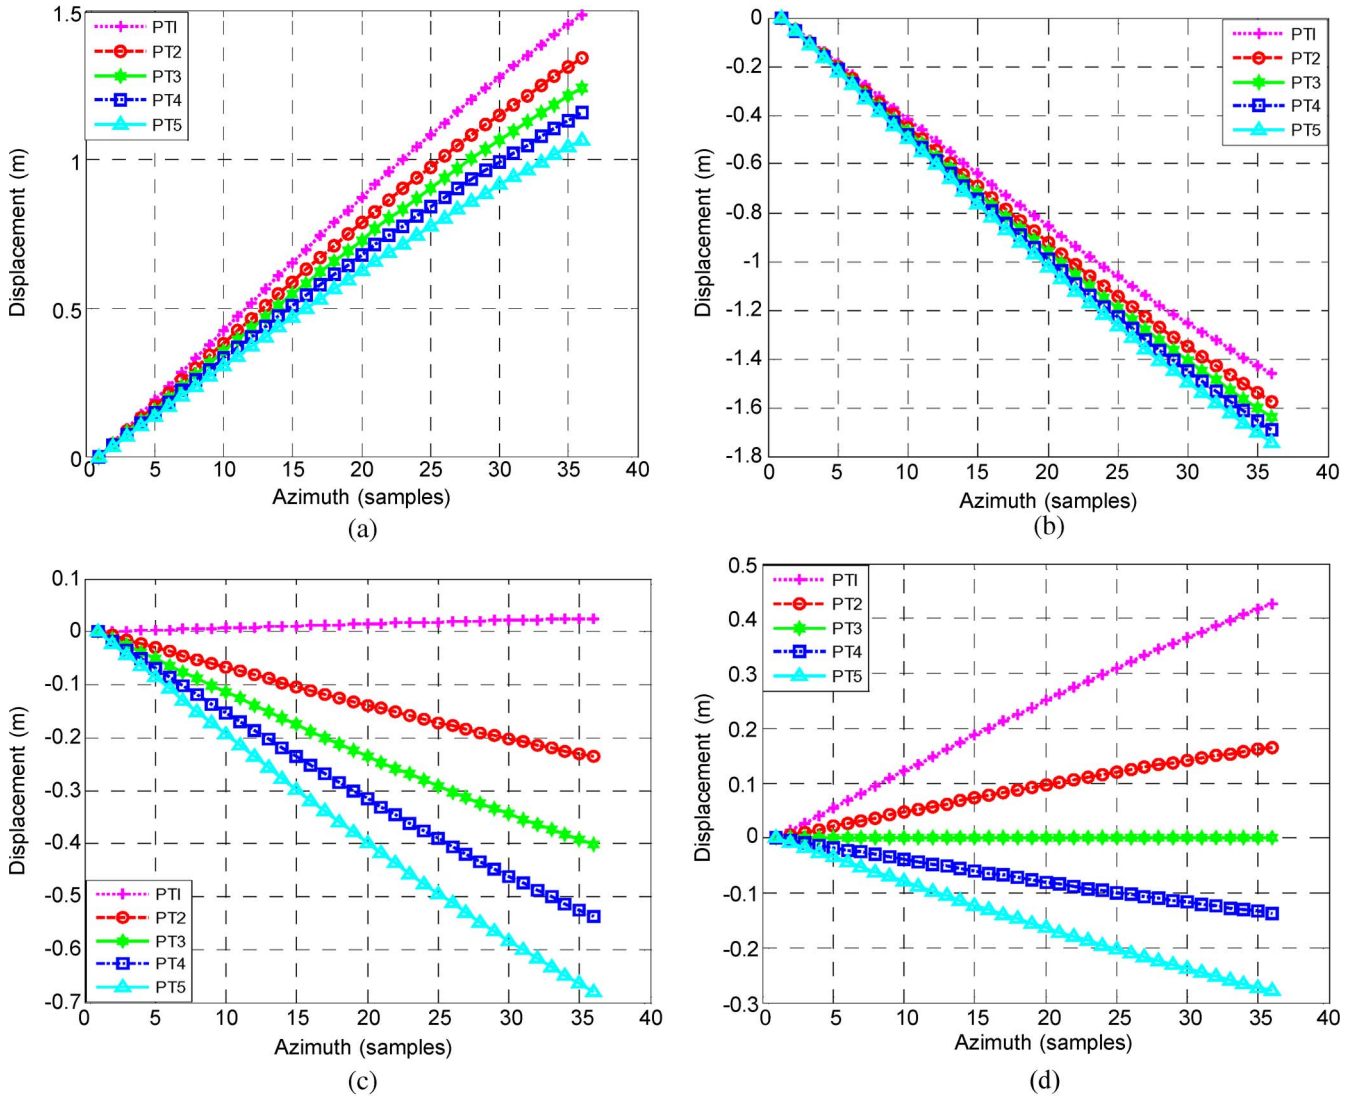 1.5
1
0.5
0
0
5
10
15
20
25
30
35
40
PTI
PT2
PT3
PT4
PT5
Displacement (m)
Azimuth (samples)
(a)
0
-0.2
-0.4
-0.6
-0.8
-1
-1.2
-1.4
-1.6
-1.8
0
5
10
15
20
25
30
35
40
PTI
PT2
PT3
PT4
PT5
Displacement (m)
Azimuth (samples)
(b)
0.1
0
-0.1
-0.2
-0.3
-0.4
-0.5
-0.6
-0.7
0
5
10
15
20
25
30
35
40
PTI
PT2
PT3
PT4
PT5
Displacement (m)
Azimuth (samples)
(c)
0.5
0.4
0.3
0.2
0.1
0
-0.1
-0.2
-0.3
0
5
10
15
20
25
30
35
40
PTI
PT2
PT3
PT4
PT5
Displacement (m)
Azimuth (samples)
(d)